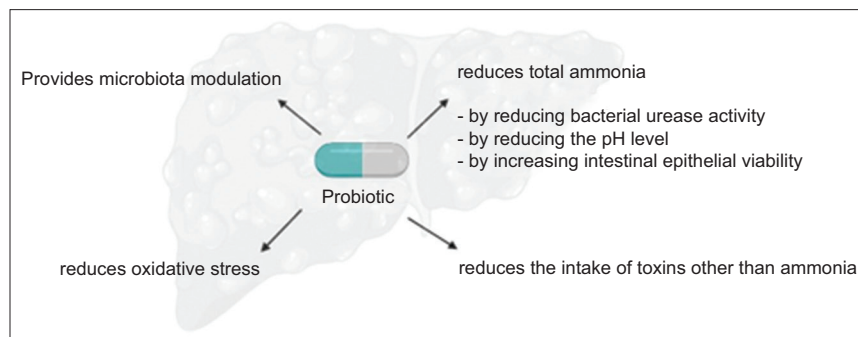 Provides microbiota modulation
reduces total ammonia
- by reducing bacterial urease activity
- by reducing the pH level
- by increasing intestinal epithelial viability
Probiotic
reduces oxidative stress
reduces the intake of toxins other than ammonia